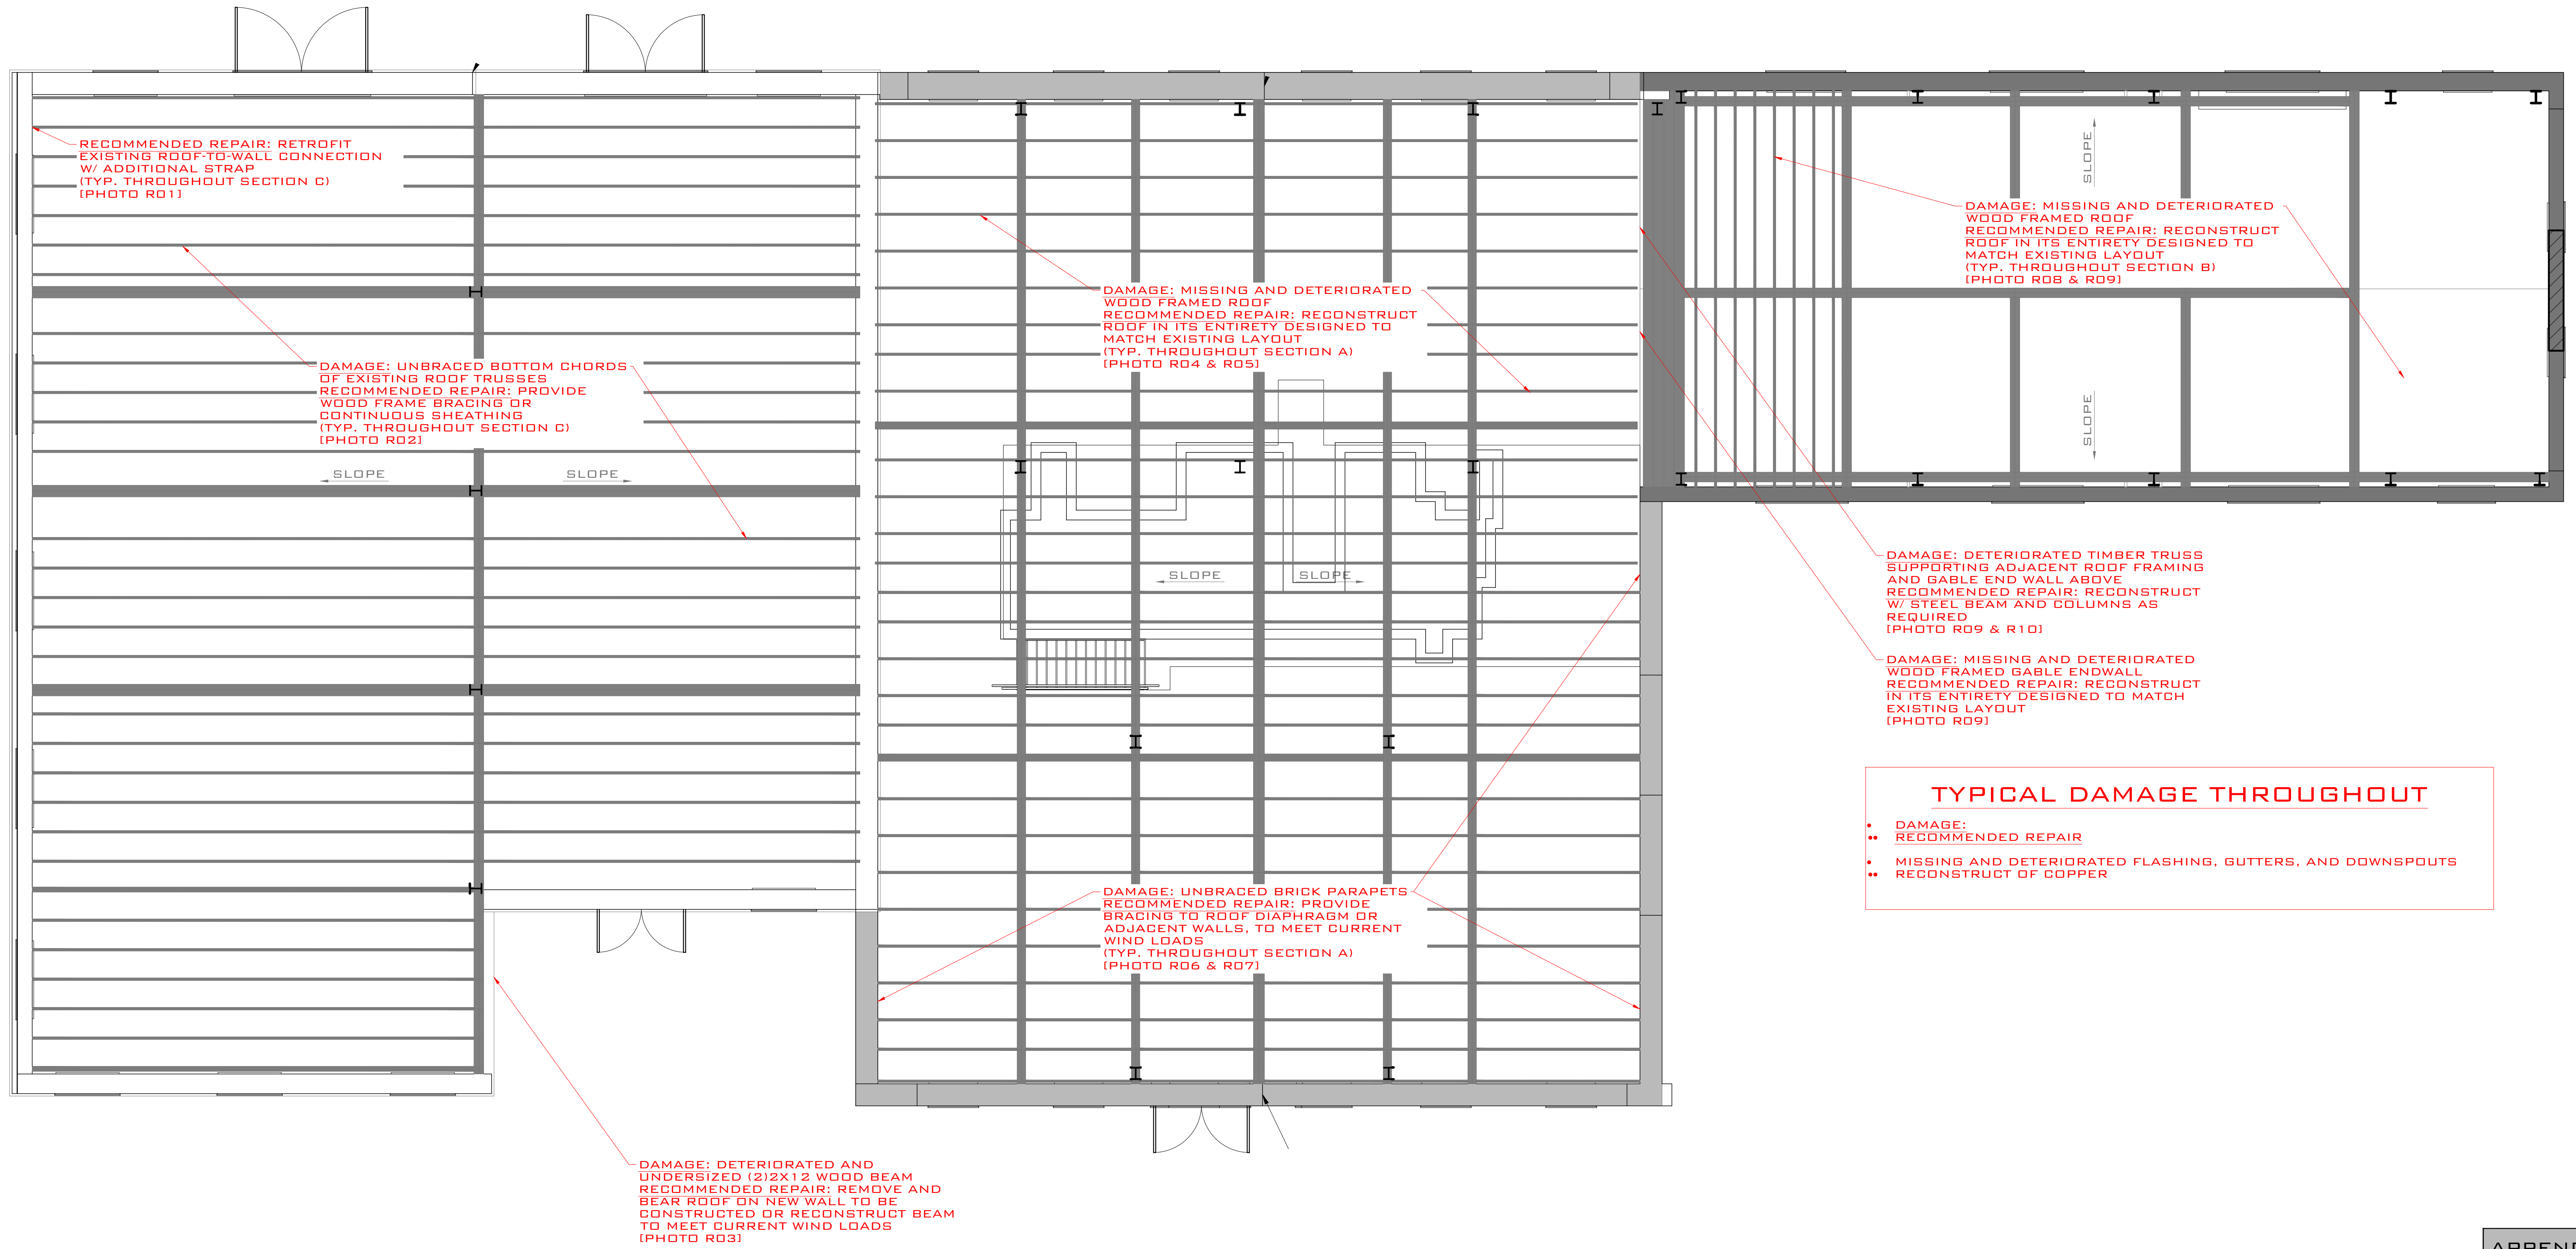 RECOMMENDED REPAIR: RETROFIT
EXISTING ROOF-TO-WALL CONNECTION
W/ ADDITIONAL STRAP
(TYP. THROUGHOUT SECTION C)
[PHOTO R01]
DAMAGE: UNBRACED BOTTOM CHORDS
OF EXISTING ROOF TRUSSES
RECOMMENDED REPAIR: PROVIDE
WOOD FRAME BRACING OR
CONTINUOUS SHEATHING
(TYP. THROUGHOUT SECTION C)
[PHOTO R02]
SLOPE
SLOPE
DAMAGE: MISSING AND DETERIORATED
WOOD FRAMED ROOF
RECOMMENDED REPAIR: RECONSTRUCT
ROOF IN ITS ENTIRETY DESIGNED TO
MATCH EXISTING LAYOUT
(TYP. THROUGHOUT SECTION A)
[PHOTO R04 & R05]
SLOPE
SLOPE
SLOPE
DAMAGE: MISSING AND DETERIORATED
WOOD FRAMED ROOF
RECOMMENDED REPAIR: RECONSTRUCT
ROOF IN ITS ENTIRETY DESIGNED TO
MATCH EXISTING LAYOUT
(TYP. THROUGHOUT SECTION B)
[PHOTO R08 & R09]
SLOPE
DAMAGE: DETERIORATED TIMBER TRUSS
SUPPORTING ADJACENT ROOF FRAMING
AND GABLE END WALL ABOVE
RECOMMENDED REPAIR: RECONSTRUCT
W/ STEEL BEAM AND COLUMNS AS
REQUIRED
[PHOTO R09 & R10]
DAMAGE: MISSING AND DETERIORATED
WOOD FRAMED GABLE ENDWALL
RECOMMENDED REPAIR: RECONSTRUCT
IN ITS ENTIRETY DESIGNED TO MATCH
EXISTING LAYOUT
[PHOTO R09]
TYPICAL DAMAGE THROUGHOUT
• DAMAGE:
•• RECOMMENDED REPAIR
• MISSING AND DETERIORATED FLASHING, GUTTERS, AND DOWNSPOUTS
•• RECONSTRUCT OF COPPER
DAMAGE: UNBRACED BRICK PARAPETS
RECOMMENDED REPAIR: PROVIDE
BRACING TO ROOF DIAPHRAGM OR
ADJACENT WALLS, TO MEET CURRENT
WIND LOADS
(TYP. THROUGHOUT SECTION A)
[PHOTO R06 & R07]
DAMAGE: DETERIORATED AND
UNDERSIZED (2)2X12 WOOD BEAM
RECOMMENDED REPAIR: REMOVE AND
BEAR ROOF ON NEW WALL TO BE
CONSTRUCTED OR RECONSTRUCT BEAM
TO MEET CURRENT WIND LOADS
[PHOTO R03]